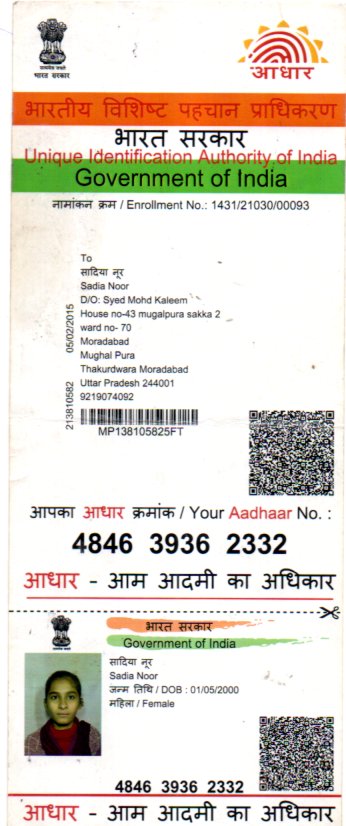 भारत सरकार
आधार
भारतीय विशिष्ट पहचान प्राधिकरण
भारत सरकार
Unique Identification Authority of India
Government of India
नामांकन क्रम / Enrollment No.: 1431/21030/00093
To
सादिया नूर
Sadia Noor
D/O: Syed Mohd Kaleem
House no-43 mugalpura sakka 2
ward no- 70
Moradabad
Mughal Pura
Thakurdwara Moradabad
Uttar Pradesh 244001
9219074092
213810582 05/02/2015
MP138105825FT
आपका आधार क्रमांक / Your Aadhaar No. :
4846 3936 2332
आधार - आम आदमी का अधिकार
भारत सरकार
Government of India
सादिया नूर
Sadia Noor
जन्म तिथि / DOB : 01/05/2000
महिला / Female
4846 3936 2332
आधार - आम आदमी का अधिकार